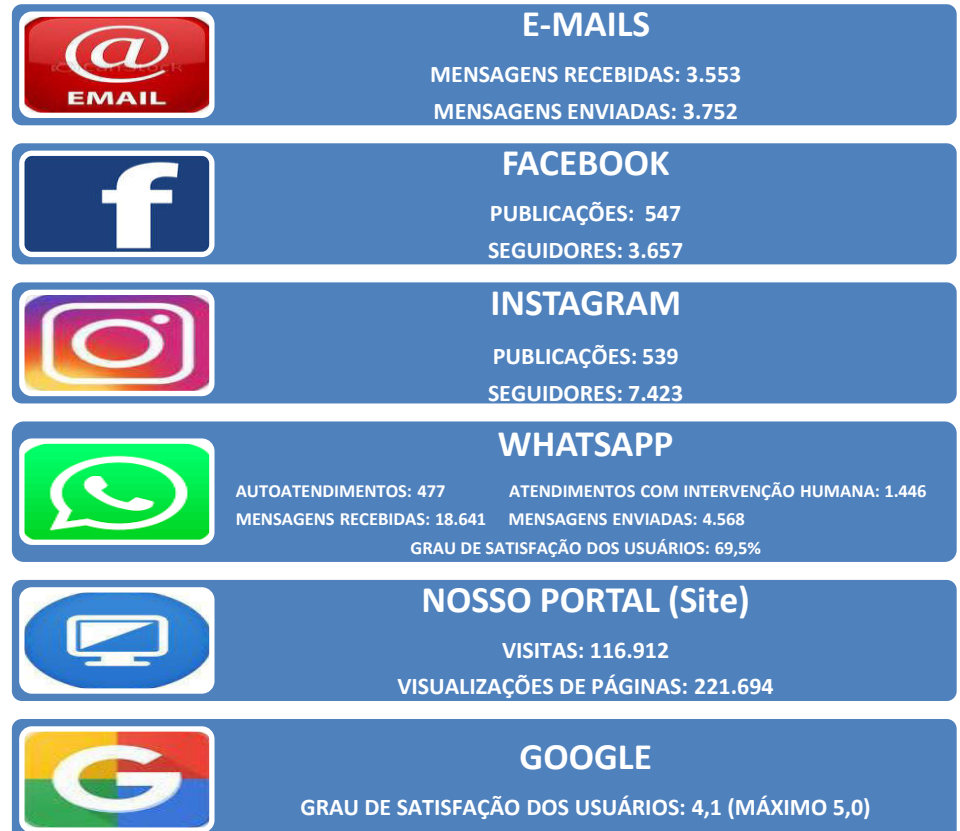 E-MAILS
EMAIL
MENSAGENS RECEBIDAS: 3.553
MENSAGENS ENVIADAS: 3.752
FACEBOOK
PUBLICAÇÕES: 547
SEGUIDORES: 3.657
INSTAGRAM
PUBLICAÇÕES: 539
SEGUIDORES: 7.423
WHATSAPP
AUTOATENDIMENTOS: 477 ATENDIMENTOS COM INTERVENÇÃO HUMANA: 1.446
MENSAGENS RECEBIDAS: 18.641 MENSAGENS ENVIADAS: 4.568
GRAU DE SATISFAÇÃO DOS USUÁRIOS: 69,5%
NOSSO PORTAL (Site)
VISITAS: 116.912
VISUALIZAÇÕES DE PÁGINAS: 221.694
GOOGLE
GRAU DE SATISFAÇÃO DOS USUÁRIOS: 4,1 (MÁXIMO 5,0)